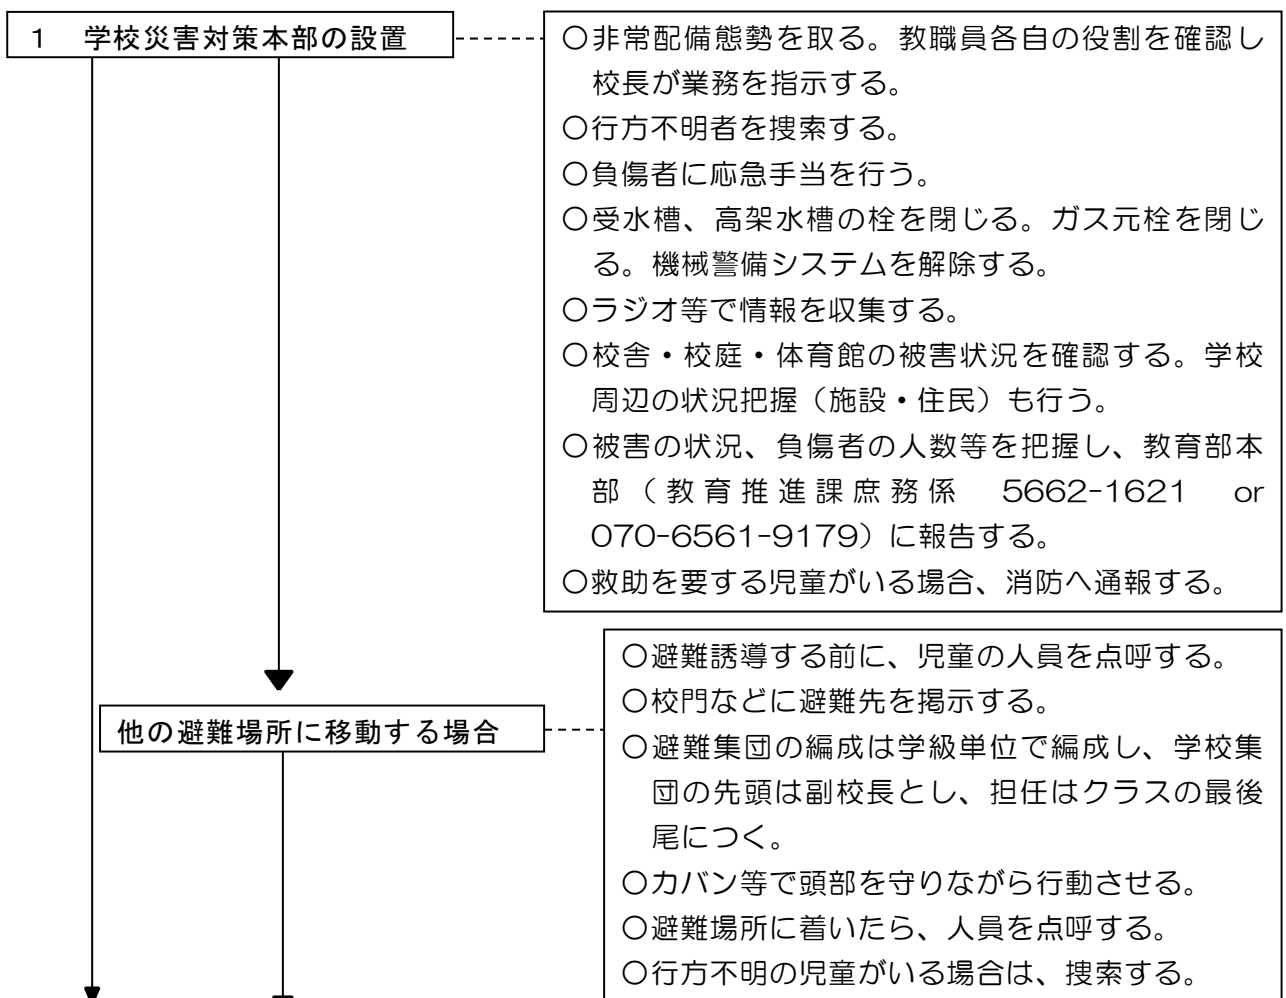 １　学校災害対策本部の設置
○非常配備態勢を取る。教職員各自の役割を確認し
校長が業務を指示する。
○行方不明者を捜索する。
○負傷者に応急手当を行う。
○受水槽、高架水槽の栓を閉じる。ガス元栓を閉じ
る。機械警備システムを解除する。
○ラジオ等で情報を収集する。
○校舎・校庭・体育館の被害状況を確認する。学校
周辺の状況把握（施設・住民）も行う。
○被害の状況、負傷者の人数等を把握し、教育部本
部（教育推進課庶務係　5662-1621　or
070-6561-9179）に報告する。
○救助を要する児童がいる場合、消防へ通報する。
他の避難場所に移動する場合
○避難誘導する前に、児童の人員を点呼する。
○校門などに避難先を掲示する。
○避難集団の編成は学級単位で編成し、学校集
団の先頭は副校長とし、担任はクラスの最後
尾につく。
○カバン等で頭部を守りながら行動させる。
○避難場所に着いたら、人員を点呼する。
○行方不明の児童がいる場合は、捜索する。